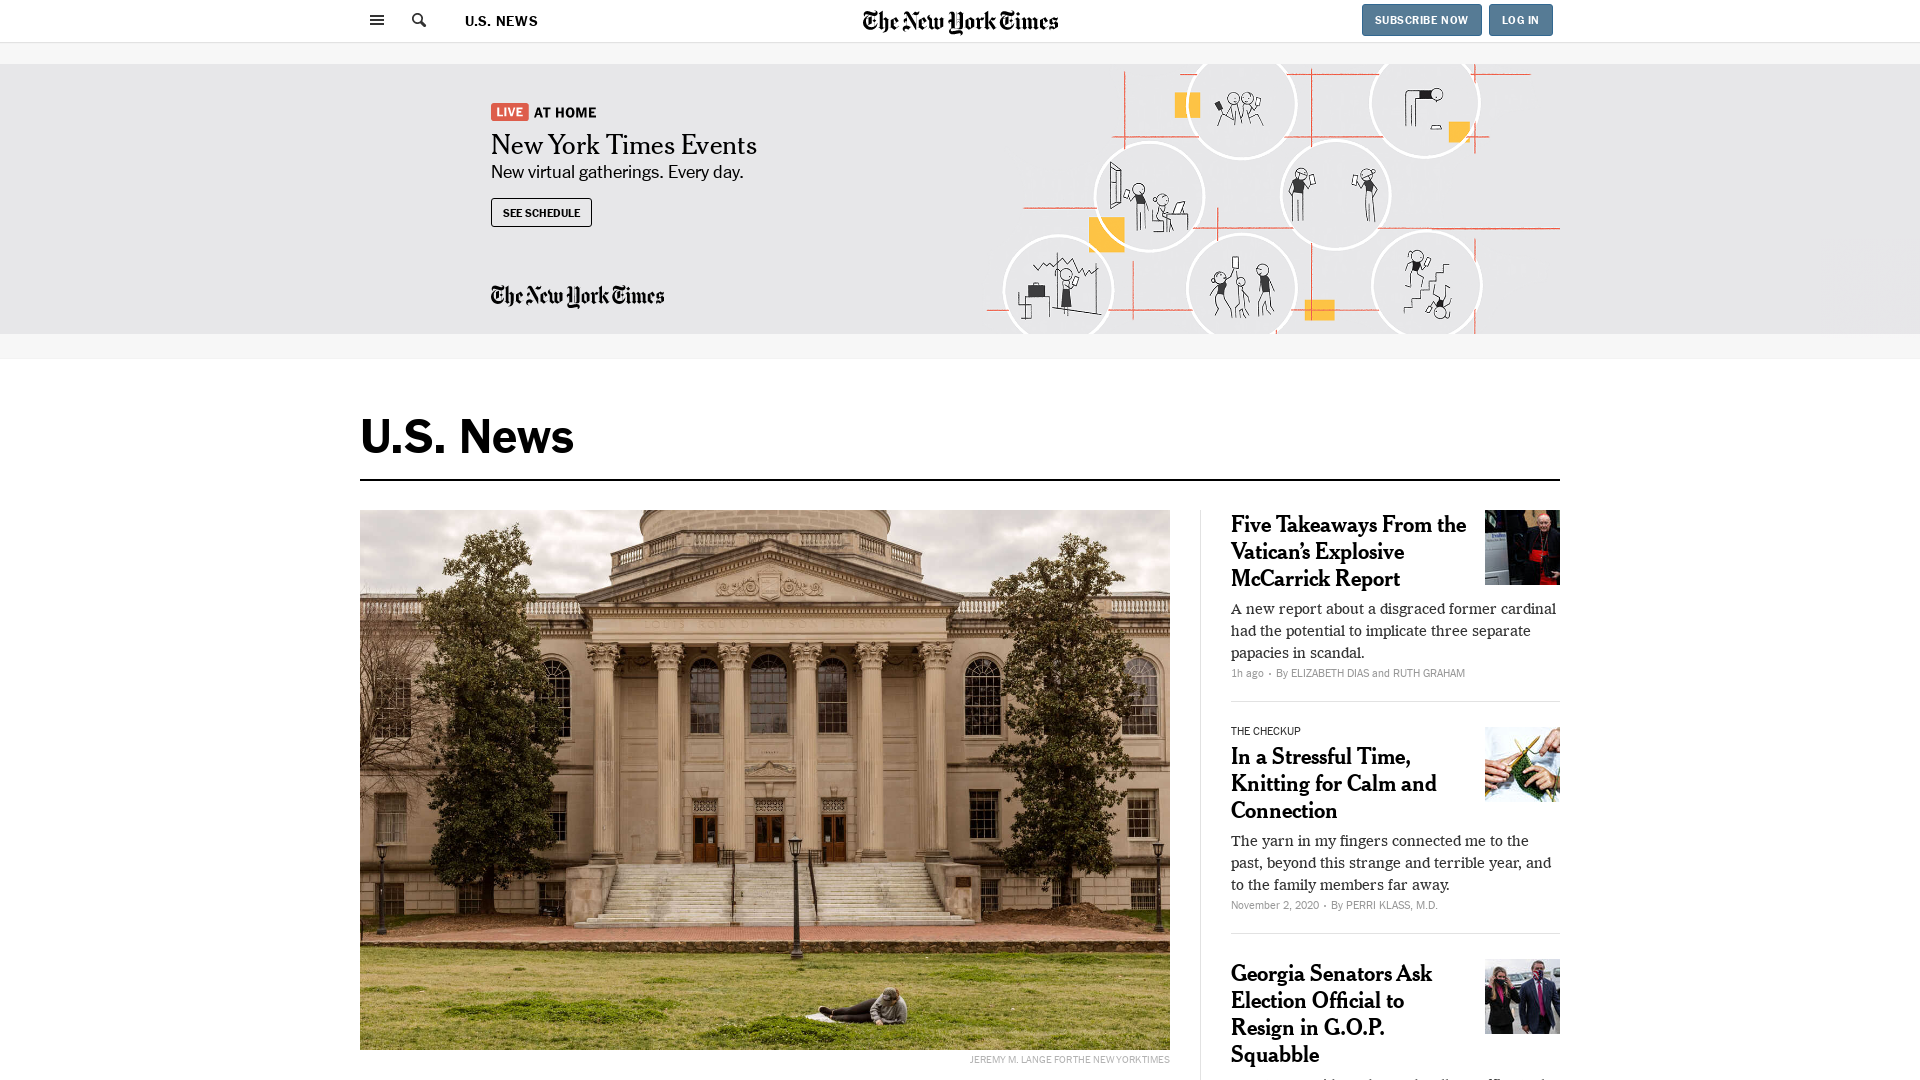 U.S. NEWS
The New York Times
SUBSCRIBE NOW
LOG IN
LIVE AT HOME
New York Times Events
New virtual gatherings. Every day.
SEE SCHEDULE
The New York Times
U.S. News
JEREMY M. LANGE FOR THE NEW YORK TIMES
Five Takeaways From the
Vatican's Explosive
McCarrick Report
A new report about a disgraced former cardinal
had the potential to implicate three separate
papacies in scandal.
1h ago • By ELIZABETH DIAS and RUTH GRAHAM
THE CHECKUP
In a Stressful Time,
Knitting for Calm and
Connection
The yarn in my fingers connected me to the
past, beyond this strange and terrible year, and
to the family members far away.
November 2, 2020 • By PERRI KLASS, M.D.
Georgia Senators Ask
Election Official to
Resign in G.O.P.
Squabble